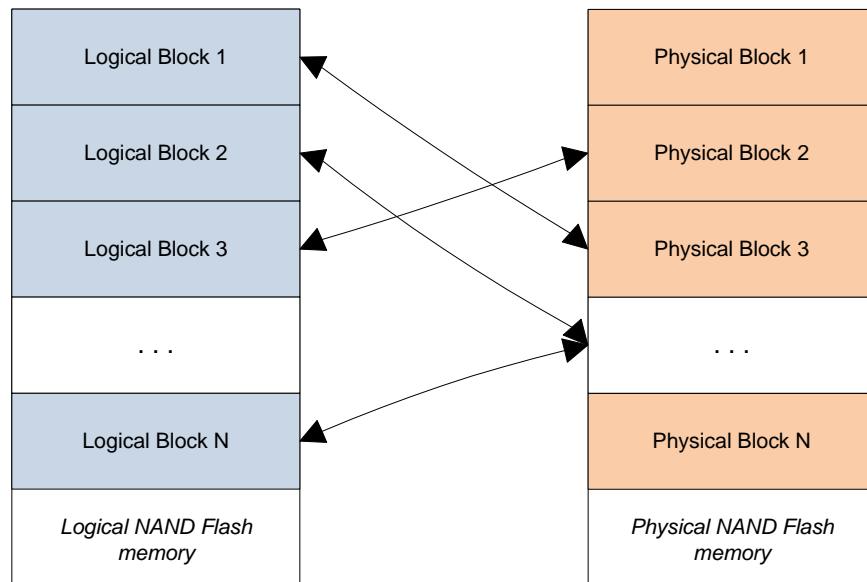 Logical Block 1
Logical Block 2
Logical Block 3
. . .
Logical Block N
Logical NAND Flash
memory
Physical Block 1
Physical Block 2
Physical Block 3
. . .
Physical Block N
Physical NAND Flash
memory